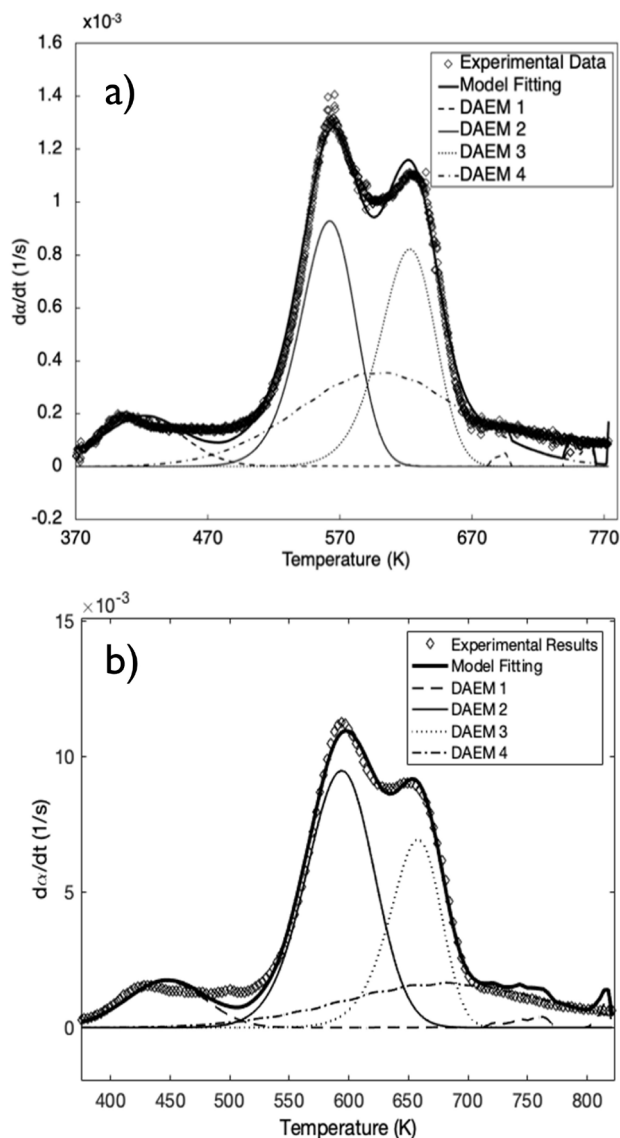 x10⁻³
a)
1.6
1.4
1.2
1
0.8
0.6
0.4
0.2
0
-0.2
dα/dt (1/s)
Experimental Data
Model Fitting
DAEM 1
DAEM 2
DAEM 3
DAEM 4
370 470 570 670 770
Temperature (K)
×10⁻³
b)
15
10
5
0
dα/dt (1/s)
Experimental Results
Model Fitting
DAEM 1
DAEM 2
DAEM 3
DAEM 4
400 450 500 550 600 650 700 750 800
Temperature (K)